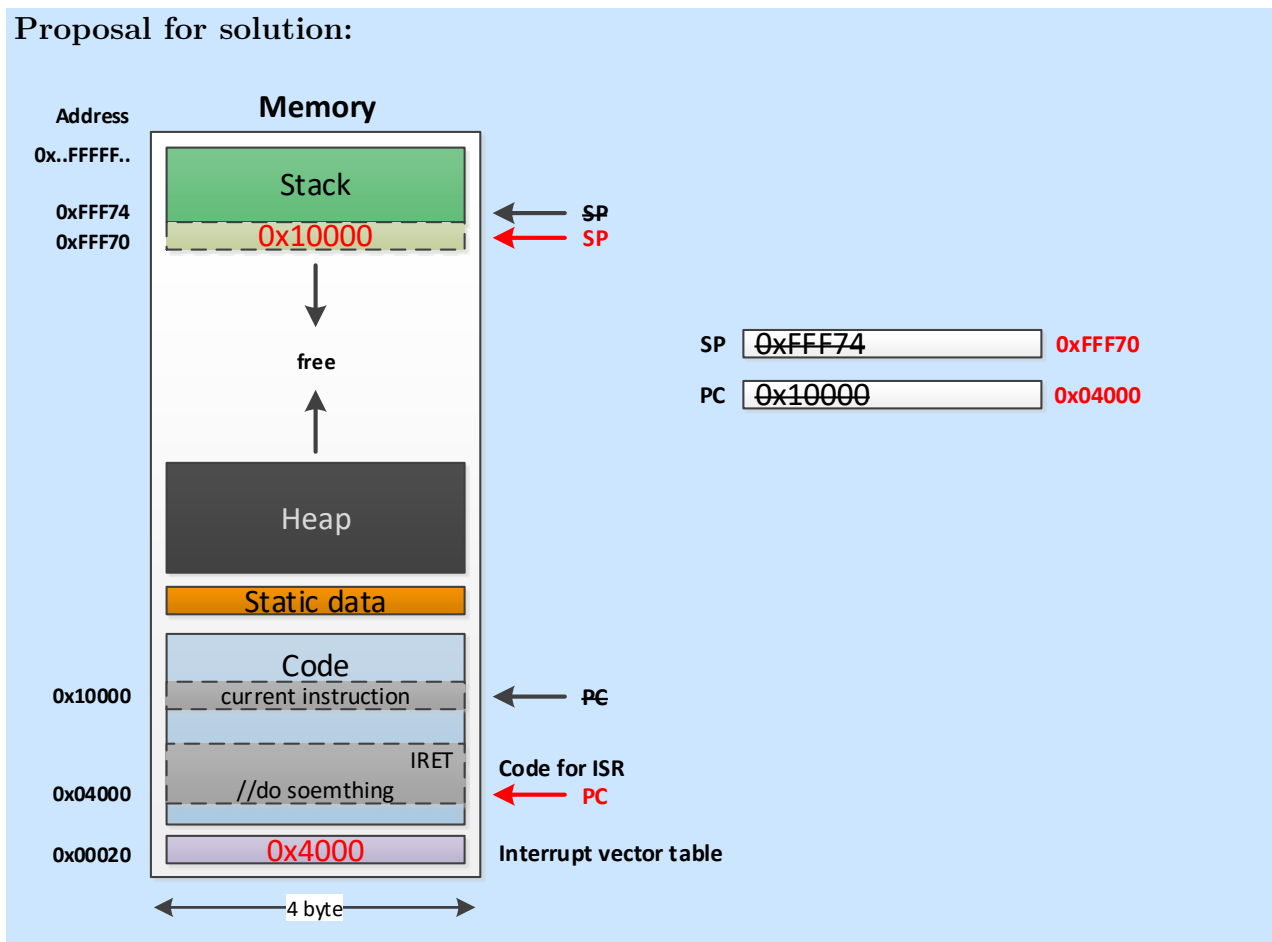 Proposal for solution:
Memory
Address
0x..FFFFF..
Stack
0xFFF74
SP
0xFFF70
0x10000
SP
free
SP
0xFFF74
0xFFF70
PC
0x10000
0x04000
Heap
Static data
Code
0x10000
current instruction
PC
IRET
Code for ISR
0x04000
//do soemthing
PC
0x00020
0x4000
Interrupt vector table
4 byte